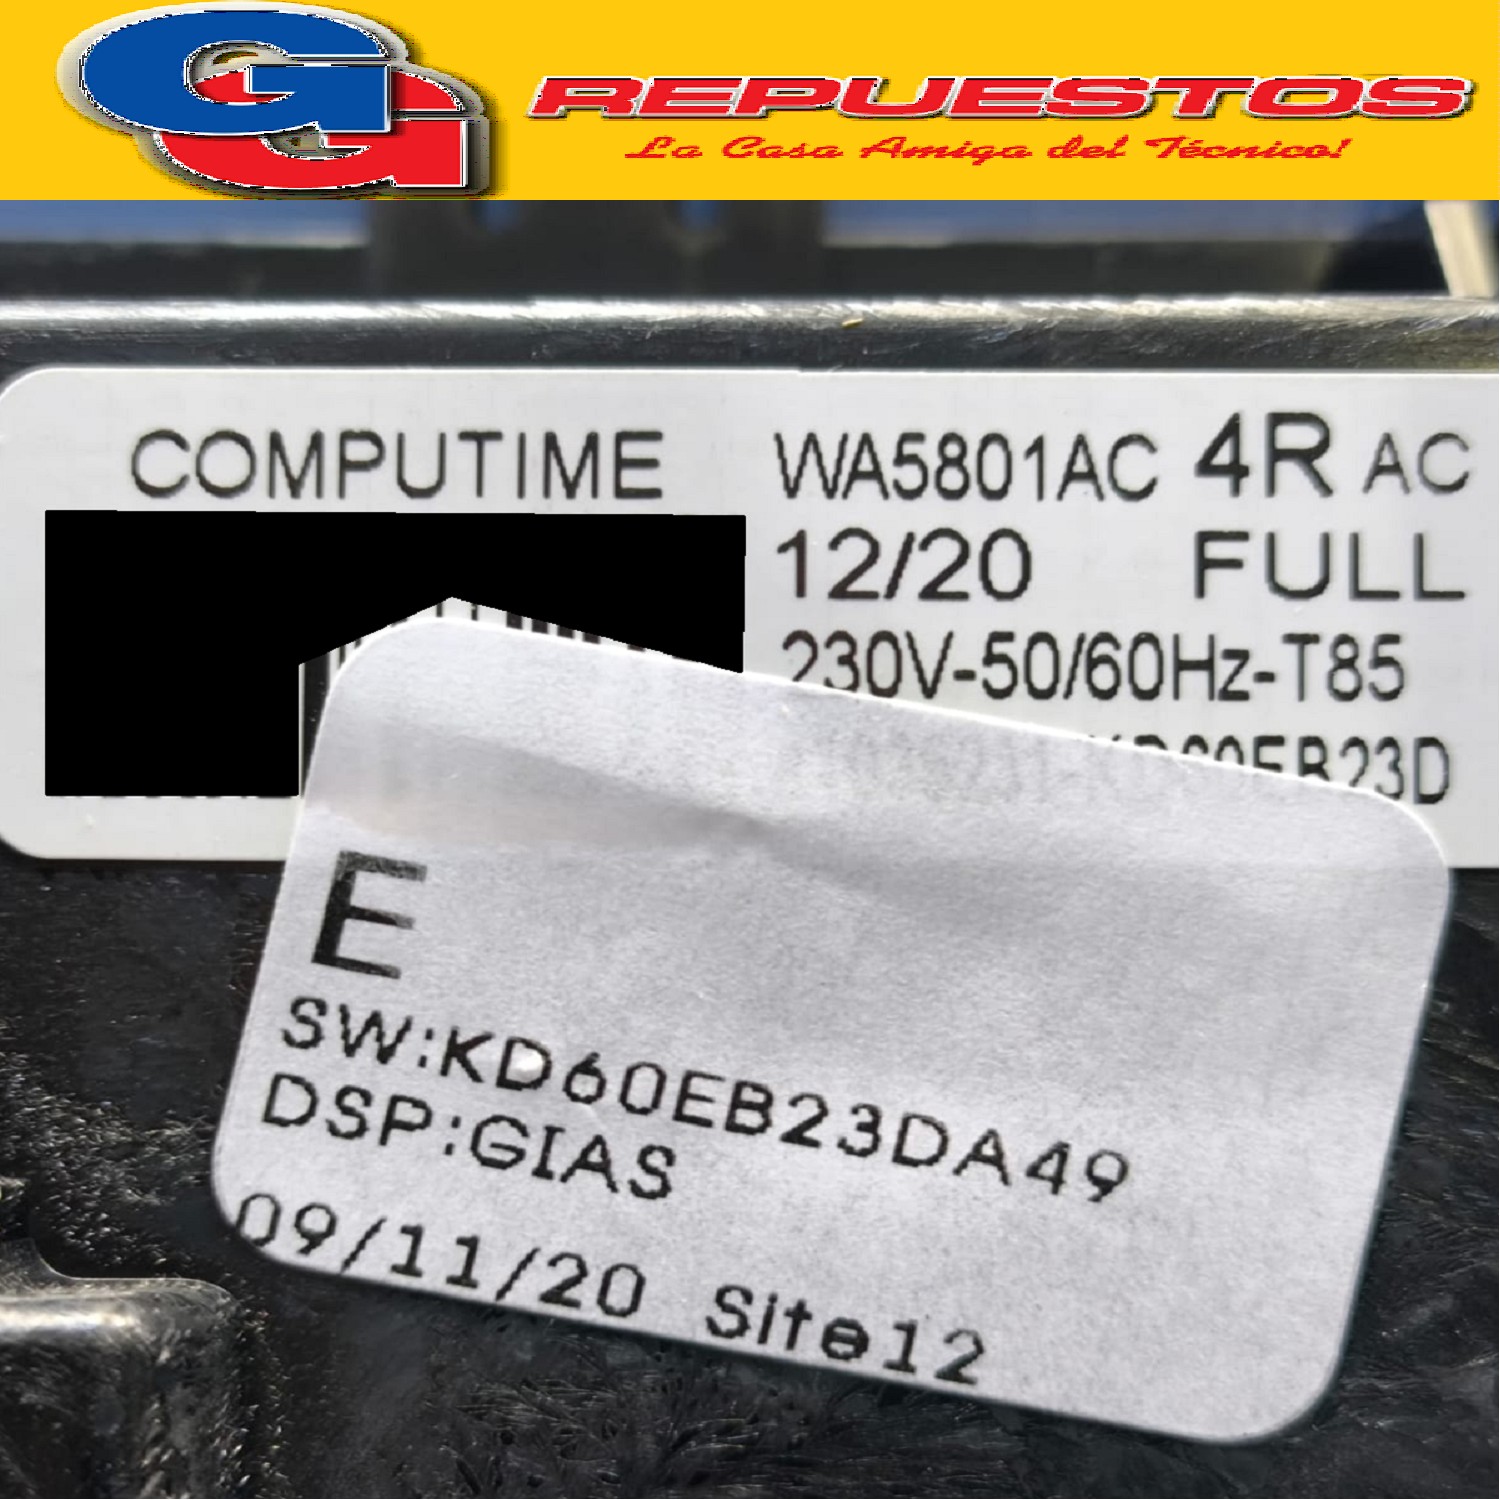 GG REPUESTOS
La Casa Amiga del Técnico!
COMPUTIME
WA5801AC 4R AC
12/20 FULL
230V-50/60Hz-T85
KD60EB23D
E
SW:KD60EB23DA49
DSP:GIAS
09/11/20 Site12